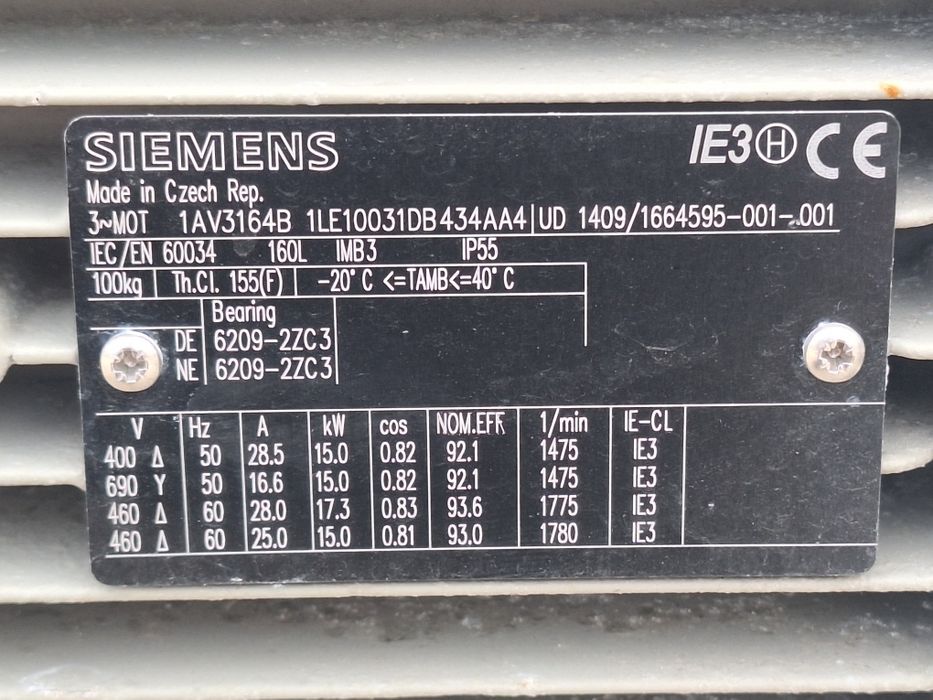 SIEMENS IE3 H CE
Made in Czech Rep.
3~MOT 1AV3164B 1LE10031DB434AA4 UD 1409/1664595-001-.001
IEC/EN 60034 160L IMB3 IP55
100kg Th.Cl. 155(F) -20°C <=TAMB<=40°C
Bearing
DE 6209-2ZC3
NE 6209-2ZC3
V Hz A kW cos NOM.EFF 1/min IE-CL
400 Δ 50 28.5 15.0 0.82 92.1 1475 IE3
690 Y 50 16.6 15.0 0.82 92.1 1475 IE3
460 Δ 60 28.0 17.3 0.83 93.6 1775 IE3
460 Δ 60 25.0 15.0 0.81 93.0 1780 IE3